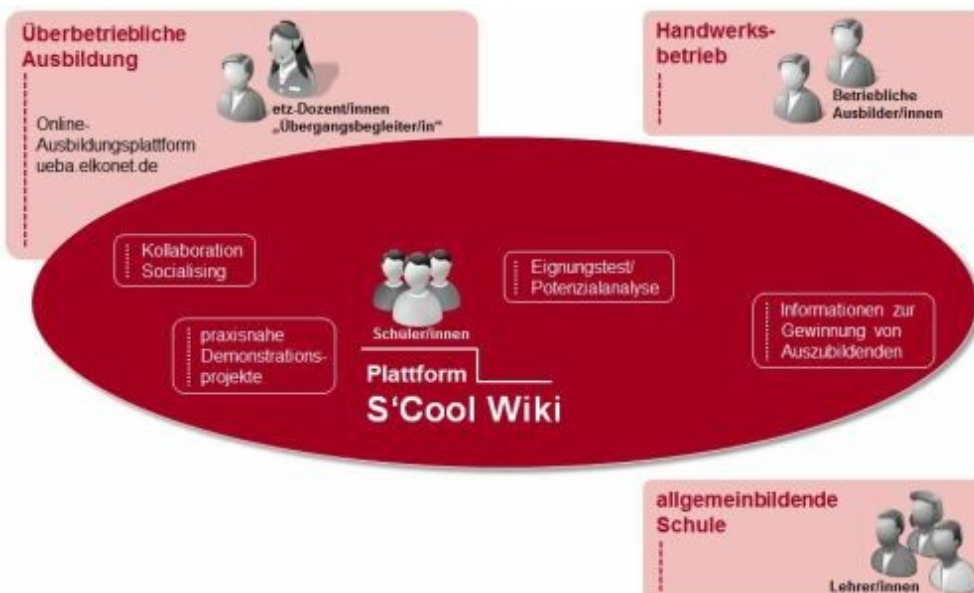 Überbetriebliche
Ausbildung
etz-Dozent/innen
„Übergangsbegleiter/in“
Online-
Ausbildungsplattform
ueba.elkonet.de
Handwerks-
betrieb
Betriebliche
Ausbilder/innen
Kollaboration
Socialising
praxisnahe
Demonstrations-
projekte
Schüler/innen
Eignungstest/
Potenzialanalyse
Informationen zur
Gewinnung von
Auszubildenden
Plattform
S‘Cool Wiki
allgemeinbildende
Schule
Lehrer/innen